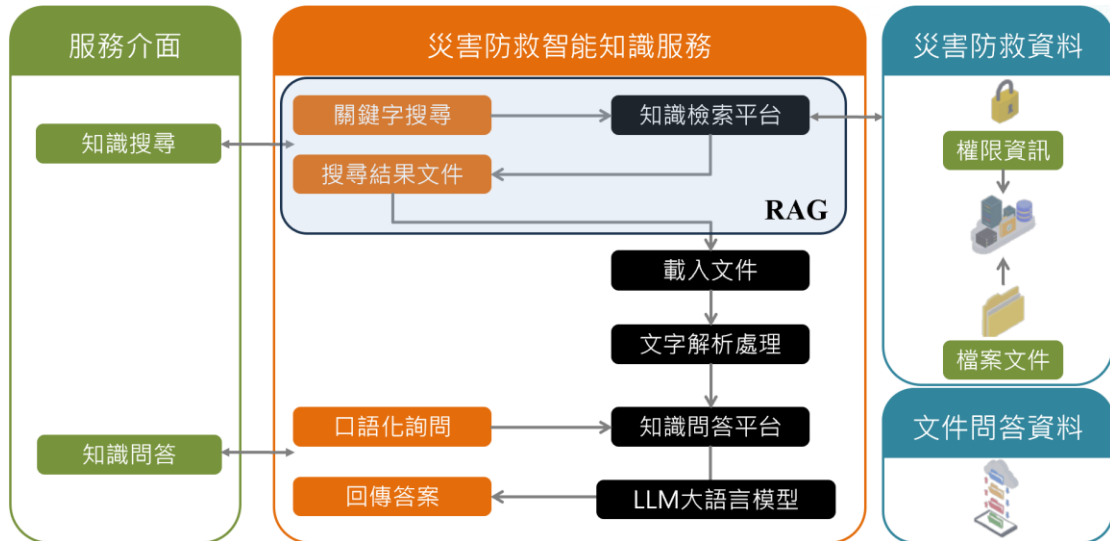 服務介面
知識搜尋
知識問答
災害防救智能知識服務
關鍵字搜尋
知識檢索平台
搜尋結果文件
RAG
載入文件
文字解析處理
口語化詢問
知識問答平台
回傳答案
LLM大語言模型
災害防救資料
權限資訊
檔案文件
文件問答資料